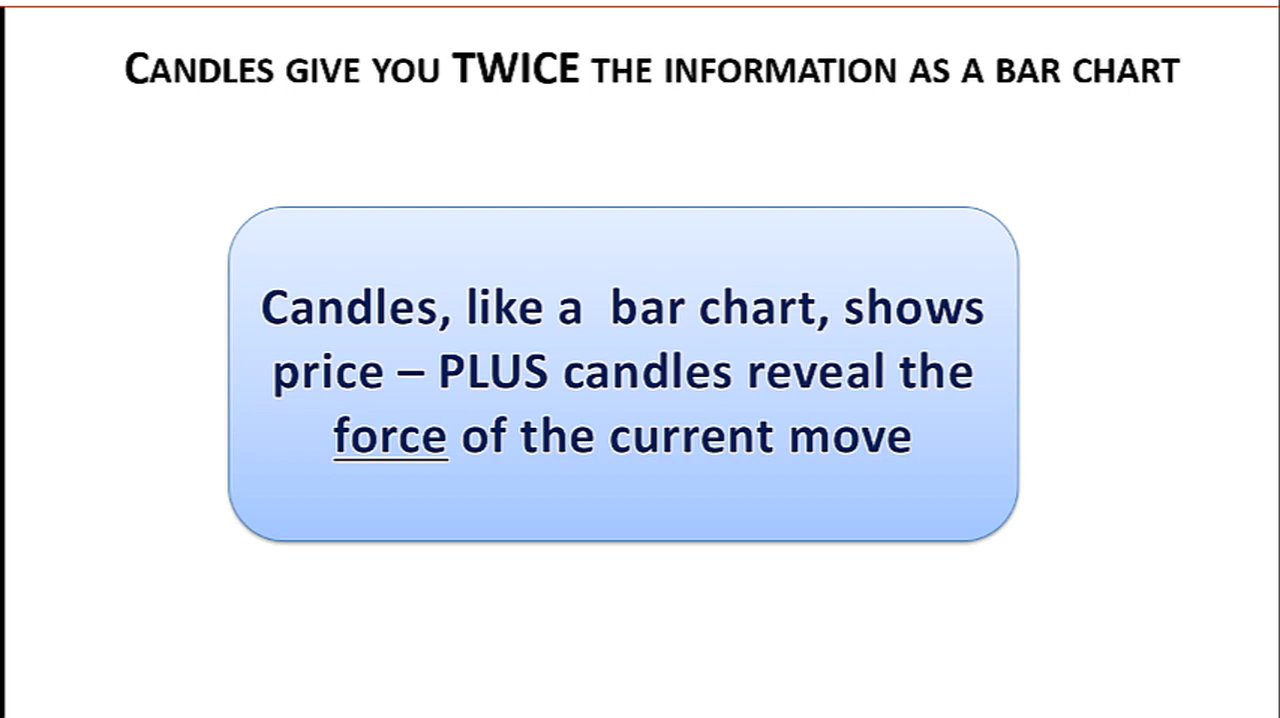 CANDLES GIVE YOU TWICE THE INFORMATION AS A BAR CHART
Candles, like a  bar chart, shows
price – PLUS candles reveal the
force of the current move